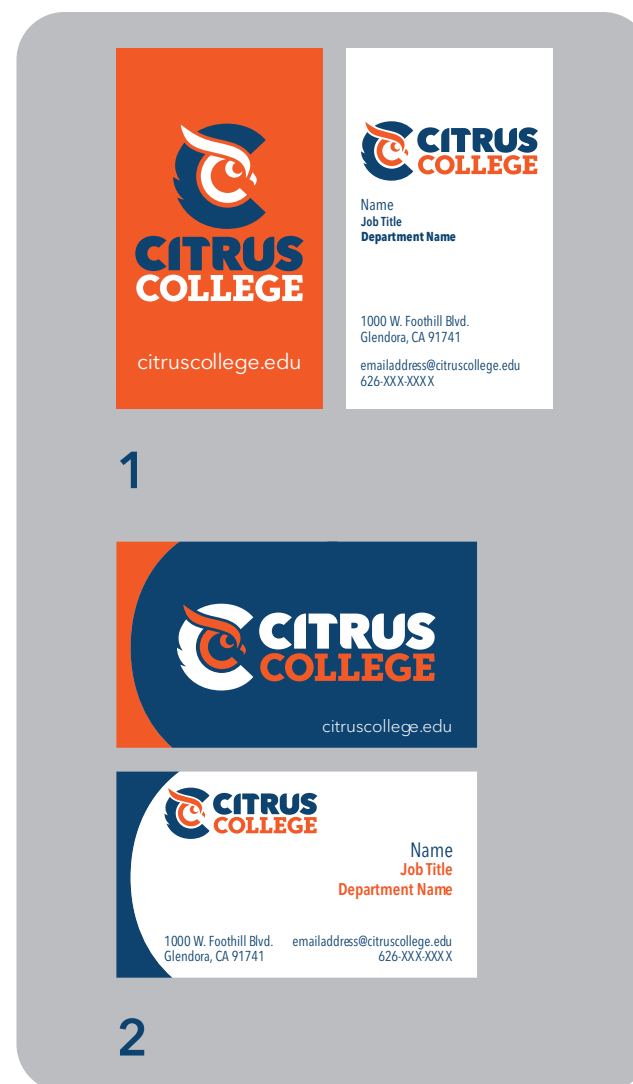 CITRUS
COLLEGE
citruscollege.edu
CITRUS
COLLEGE
Name
Job Title
Department Name
1000 W. Foothill Blvd.
Glendora, CA 91741
emailaddress@citruscollege.edu
626-XXX-XXXX
1
CITRUS
COLLEGE
citruscollege.edu
CITRUS
COLLEGE
Name
Job Title
Department Name
1000 W. Foothill Blvd.
Glendora, CA 91741
emailaddress@citruscollege.edu
626-XXX-XXXX
2